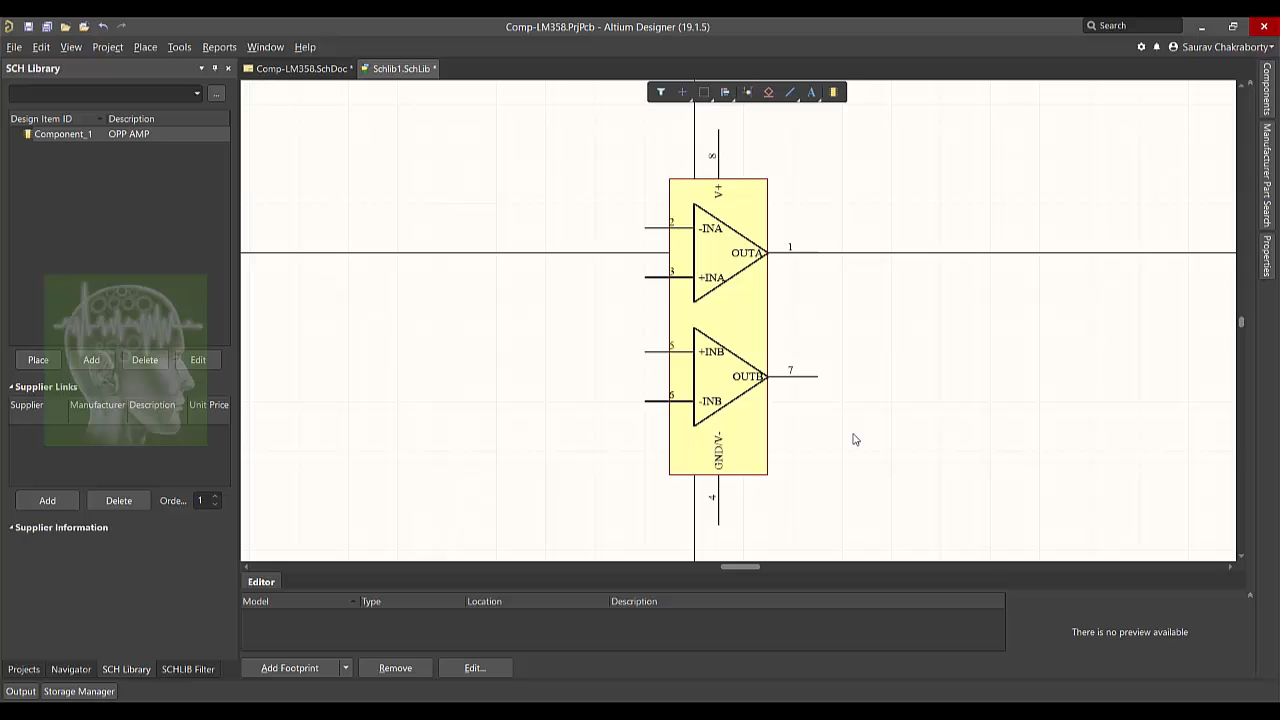 Comp-LM358.PrjPcb - Altium Designer (19.1.5)
Search
File Edit View Project Place Tools Reports Window Help
Saurav Chakraborty
SCH Library
Comp-LM358.SchDoc *
Schlib1.SchLib *
...
Design Item ID Description
Component_1 OPP AMP
Place Add Delete Edit
Supplier Links
Supplier Manufacturer Description Unit Price
Add Delete Orde... 1
Supplier Information
8
V+
2 -INA
OUTA 1
3 +INA
5 +INB
OUTB 7
6 -INB
GND/V-
4
Components
Manufacturer Part Search
Properties
Editor
Model Type Location Description
There is no preview available
Add Footprint Remove Edit...
Projects Navigator SCH Library SCHLIB Filter
Output Storage Manager